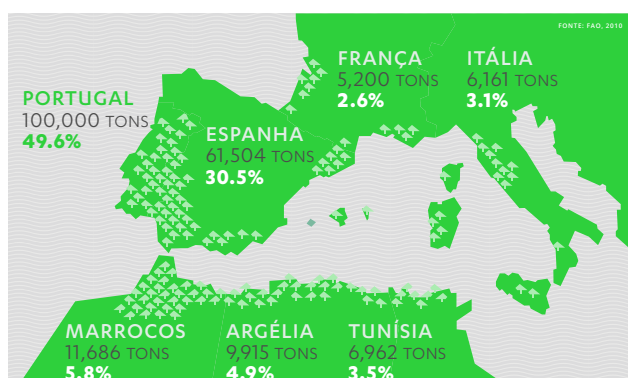 FONTE: FAO, 2010
FRANÇA
5,200 TONS
2.6%
ITÁLIA
6,161 TONS
3.1%
PORTUGAL
100,000 TONS
49.6%
ESPANHA
61,504 TONS
30.5%
MARROCOS
11,686 TONS
5.8%
ARGÉLIA
9,915 TONS
4.9%
TUNÍSIA
6,962 TONS
3.5%